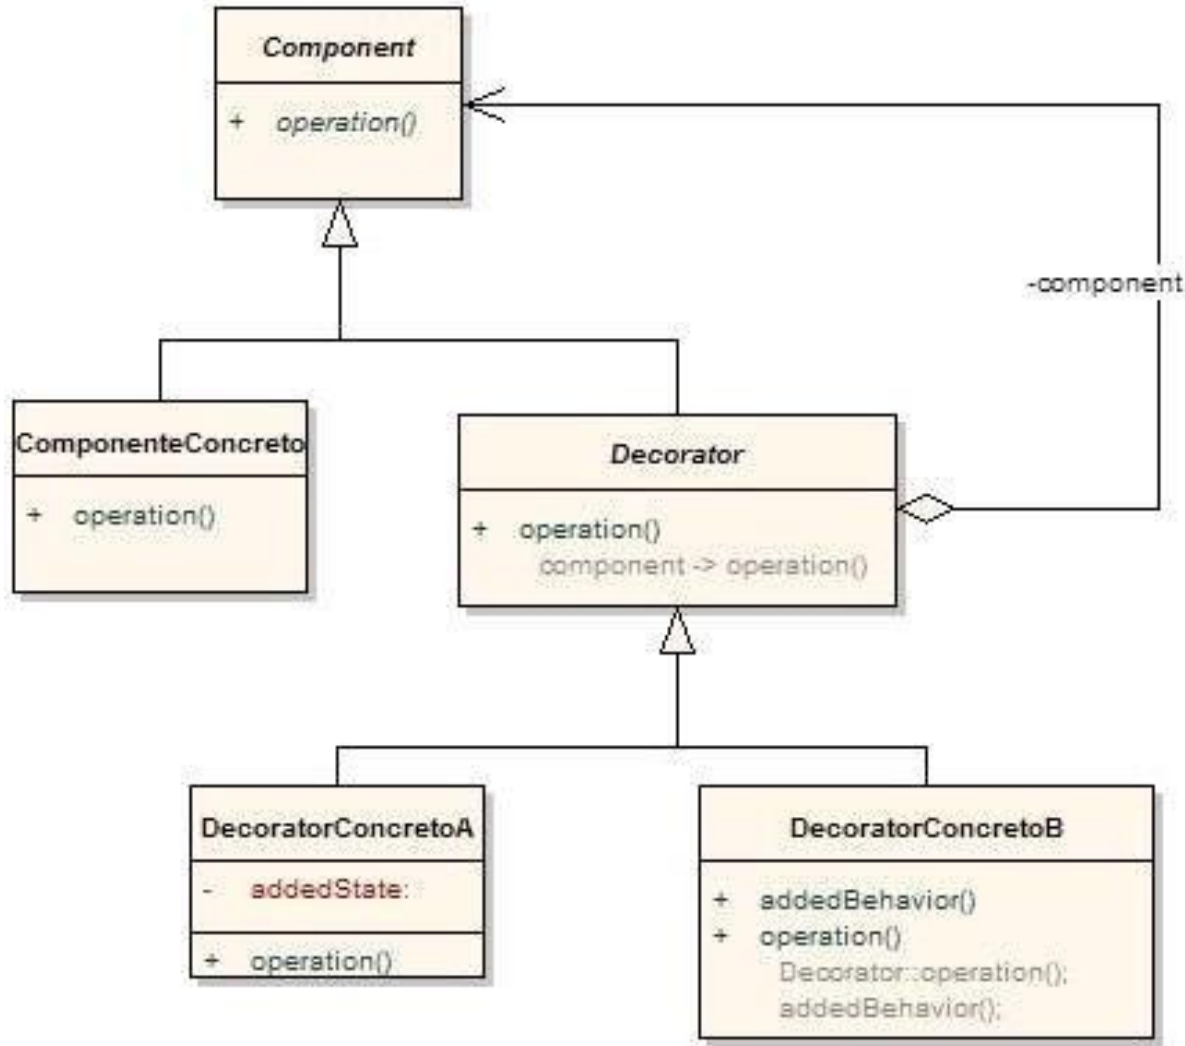 Component
+ operation()
-component
ComponenteConcreto
+ operation()
Decorator
+ operation()
component -> operation()
DecoratorConcretoA
- addedState:
+ operation()
DecoratorConcretoB
+ addedBehavior()
+ operation()
Decorator::operation();
addedBehavior();